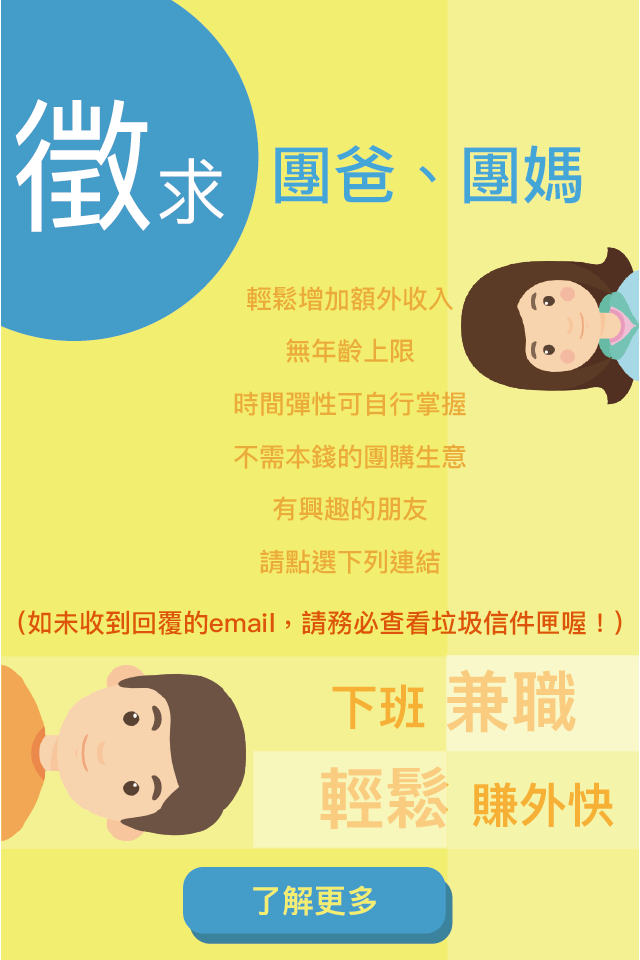 徵求 團爸、團媽
輕鬆增加額外收入
無年齡上限
時間彈性可自行掌握
不需本錢的團購生意
有興趣的朋友
請點選下列連結
（如未收到回覆的email，請務必查看垃圾信件匣喔！）
下班 兼職
輕鬆 賺外快
了解更多